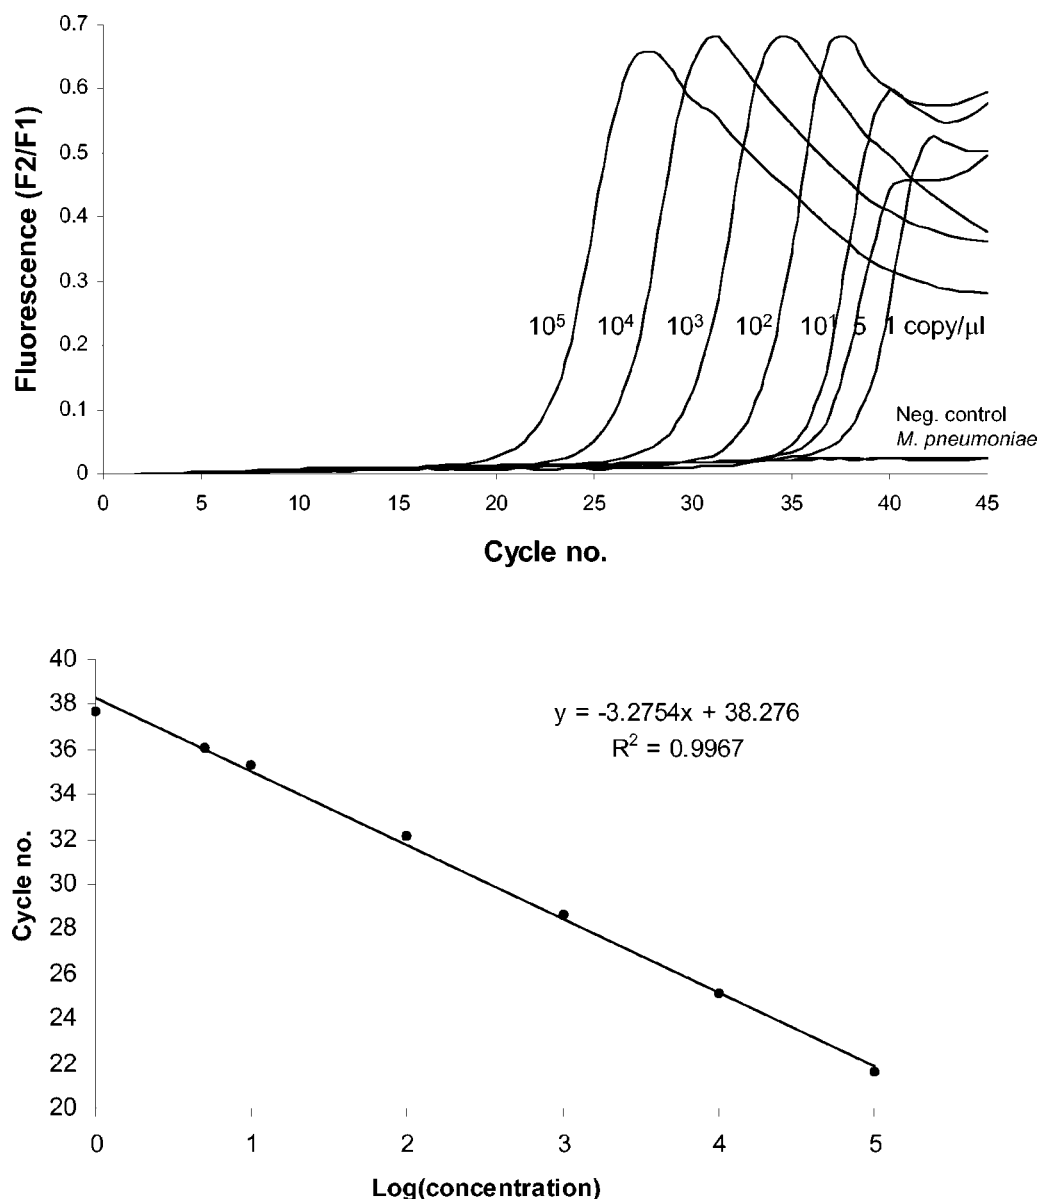 0.7
0.6
0.5
0.4
0.3
0.2
0.1
0
Fluorescence (F2/F1)
10⁵ 10⁴ 10³ 10² 10¹ 5 1 copy/µl
Neg. control
M. pneumoniae
0 5 10 15 20 25 30 35 40 45
Cycle no.
40
38
36
34
32
30
28
26
24
22
20
Cycle no.
y = -3.2754x + 38.276
R² = 0.9967
0 1 2 3 4 5
Log(concentration)